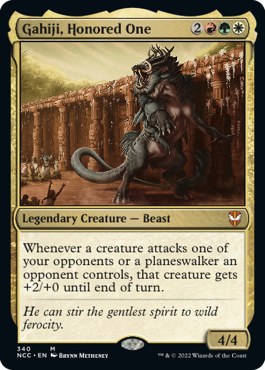 Gahiji, Honored One 2
Legendary Creature — Beast
Whenever a creature attacks one of
your opponents or a planeswalker an
opponent controls, that creature gets
+2/+0 until end of turn.
He can stir the gentlest spirit to wild
ferocity.
4/4
340 M
NCC • EN BRYNN METHENEY
™ & © 2022 Wizards of the Coast